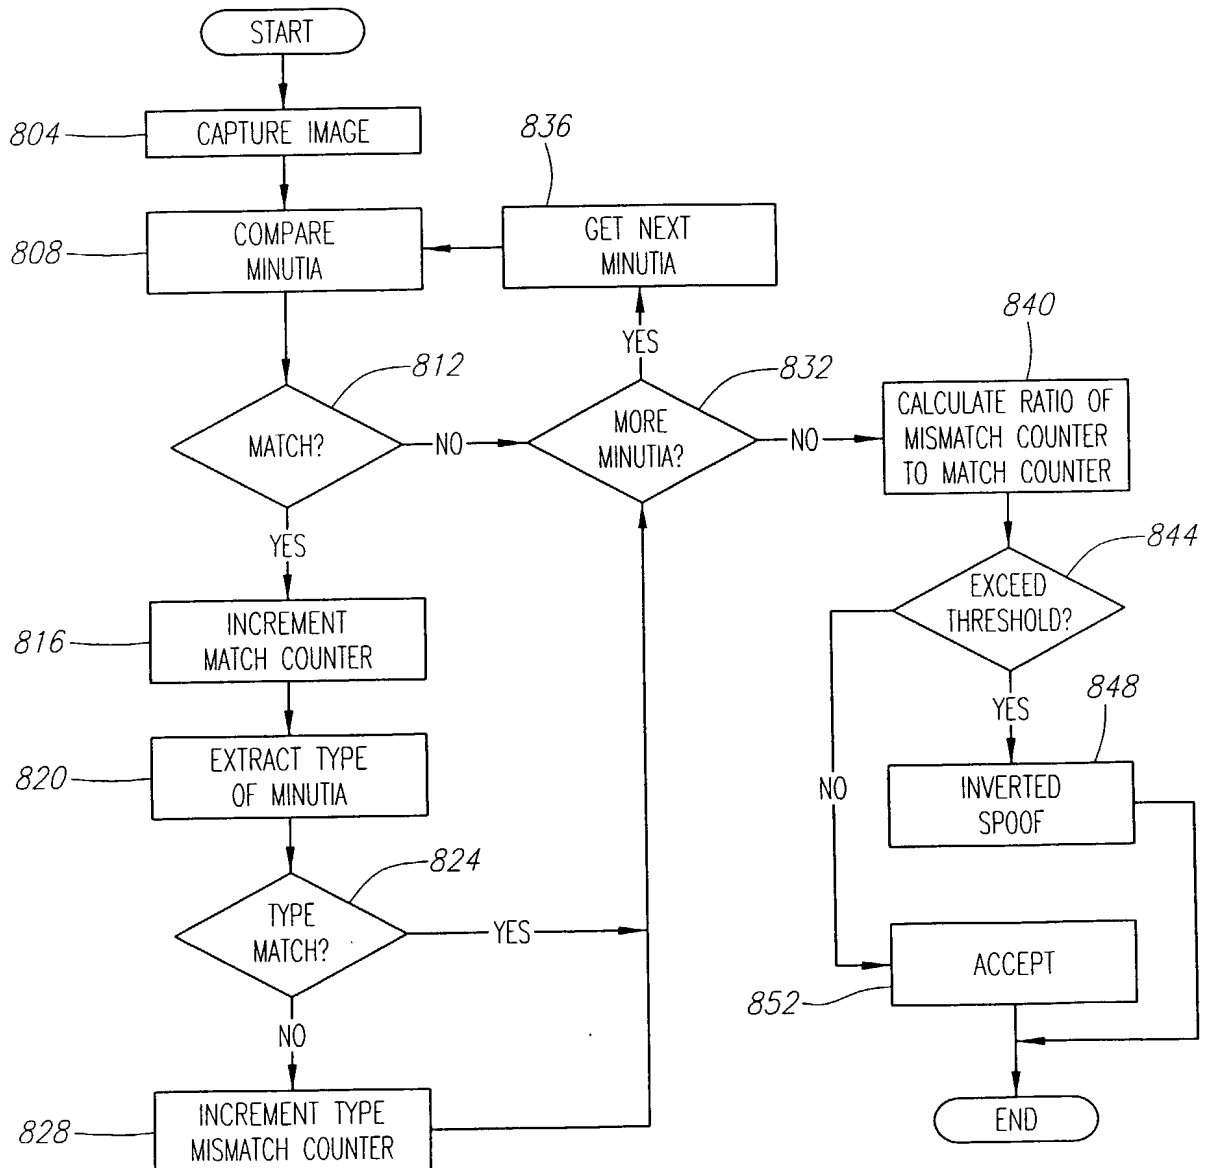 START
804
CAPTURE IMAGE
836
808
COMPARE
MINUTIA
GET NEXT
MINUTIA
YES
840
812
832
MATCH?
NO
MORE
MINUTIA?
NO
CALCULATE RATIO OF
MISMATCH COUNTER
TO MATCH COUNTER
YES
844
EXCEED
THRESHOLD?
816
INCREMENT
MATCH COUNTER
YES
848
820
EXTRACT TYPE
OF MINUTIA
NO
INVERTED
SPOOF
824
TYPE
MATCH?
YES
ACCEPT
852
NO
828
INCREMENT TYPE
MISMATCH COUNTER
END